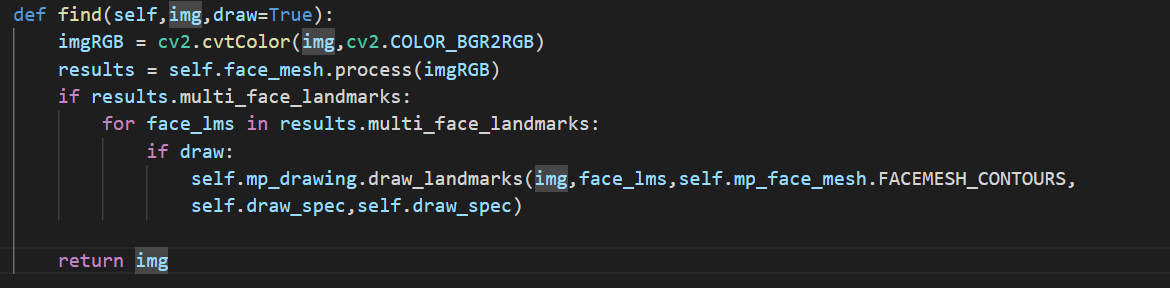 def find(self,img,draw=True):
    imgRGB = cv2.cvtColor(img,cv2.COLOR_BGR2RGB)
    results = self.face_mesh.process(imgRGB)
    if results.multi_face_landmarks:
        for face_lms in results.multi_face_landmarks:
            if draw:
                self.mp_drawing.draw_landmarks(img,face_lms,self.mp_face_mesh.FACEMESH_CONTOURS,
                self.draw_spec,self.draw_spec)
    return img